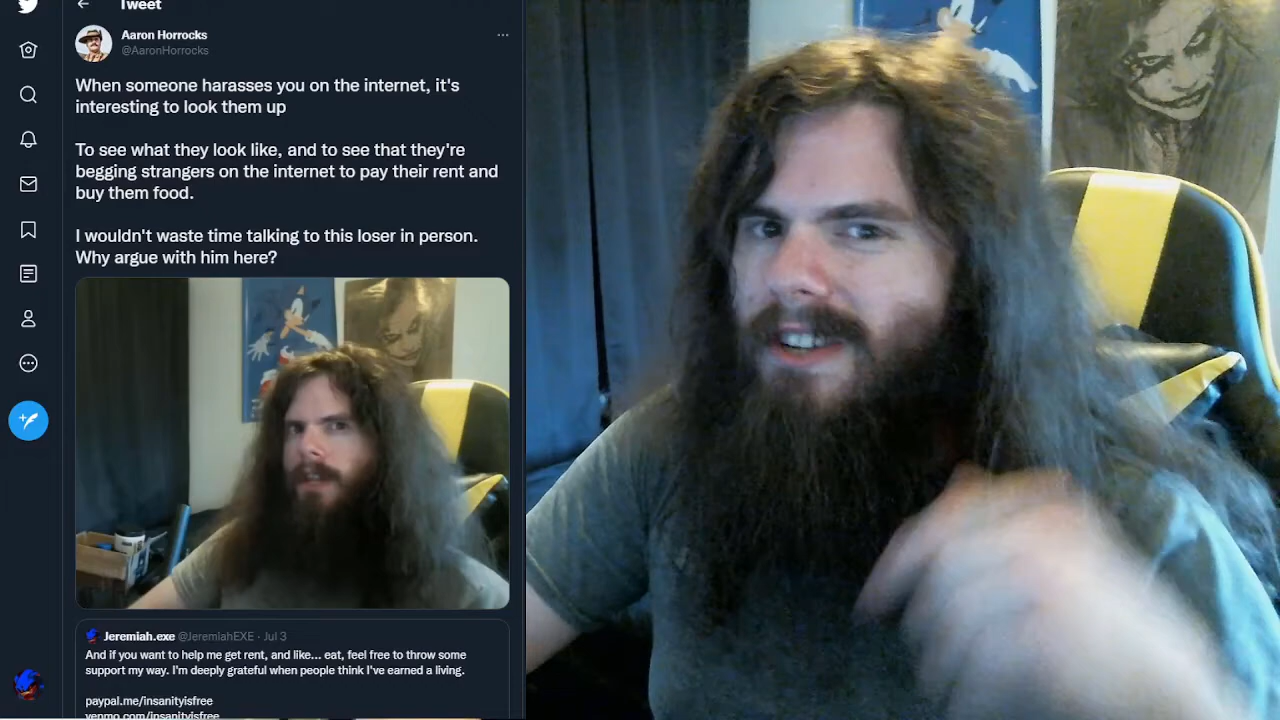 Tweet
Aaron Horrocks
@AaronHorrocks
When someone harasses you on the internet, it's
interesting to look them up
To see what they look like, and to see that they're
begging strangers on the internet to pay their rent and
buy them food.
I wouldn't waste time talking to this loser in person.
Why argue with him here?
Jeremiah.exe @JeremIahEXE · Jul 3
And if you want to help me get rent, and like... eat, feel free to throw some
support my way. I'm deeply grateful when people think I've earned a living.
paypal.me/insanityisfree
venmo.com/insanityisfree